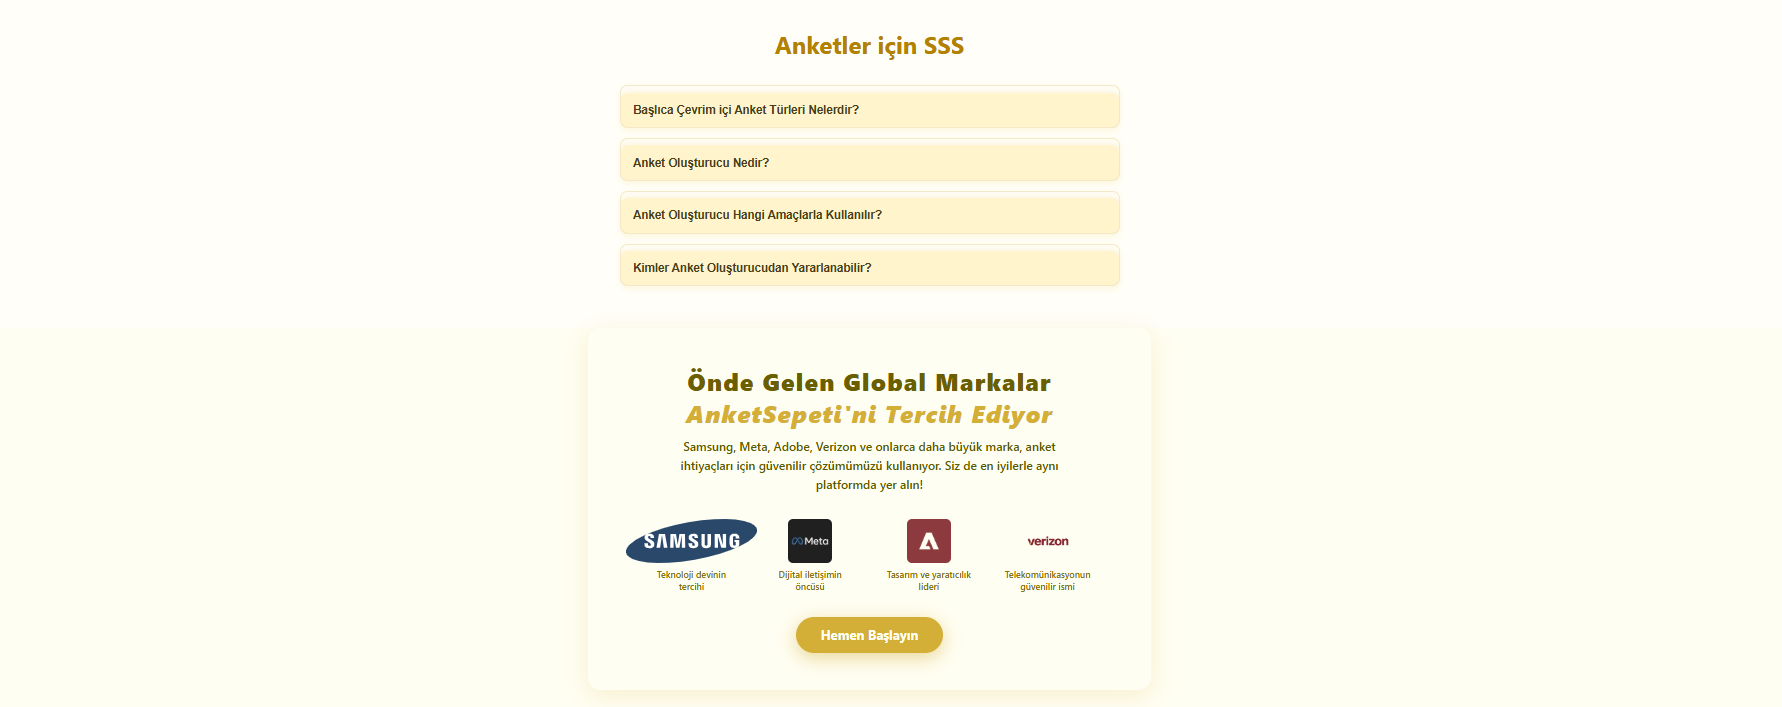 Anketler için SSS
Başlıca Çevrim içi Anket Türleri Nelerdir?
Anket Oluşturucu Nedir?
Anket Oluşturucu Hangi Amaçlarla Kullanılır?
Kimler Anket Oluşturucudan Yararlanabilir?
Önde Gelen Global Markalar
AnketSepeti'ni Tercih Ediyor
Samsung, Meta, Adobe, Verizon ve onlarca daha büyük marka, anket
ihtiyaçları için güvenilir çözümümüzü kullanıyor. Siz de en iyilerle aynı
platformda yer alın!
SAMSUNG
Teknoloji devinin
tercihi
Meta
Dijital iletişimin
öncüsü
Tasarım ve yaratıcılık
lideri
verizon
Telekomünikasyonun
güvenilir ismi
Hemen Başlayın